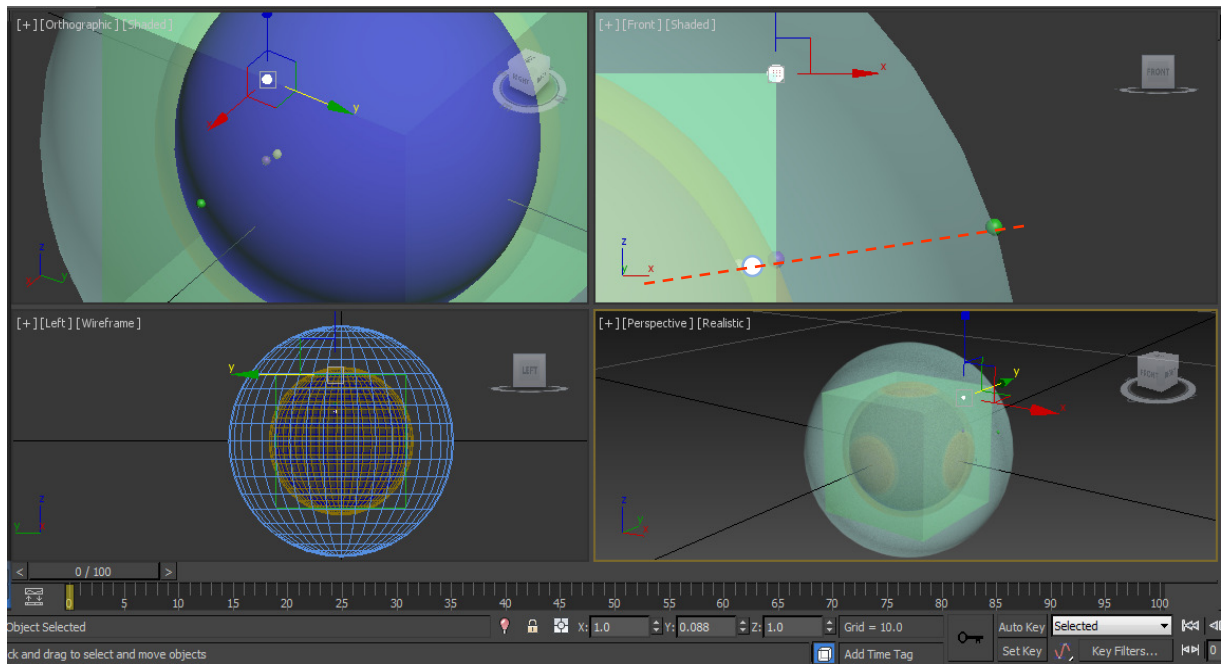 [+] [Orthographic] [Shaded]
[+] [Front] [Shaded]
FRONT
y
x
z
y
z
y x
[+] [Left] [Wireframe]
[+] [Perspective] [Realistic]
y
LEFT
y
x
FRONT
z
y
z
y
x
< 0 / 100 >
0 5 10 15 20 25 30 35 40 45 50 55 60 65 70 75 80 85 90 95 100
Object Selected X: 1.0 Y: 0.088 Z: 1.0 Grid = 10.0 Auto Key Selected
ck and drag to select and move objects Add Time Tag Set Key Key Filters... 0